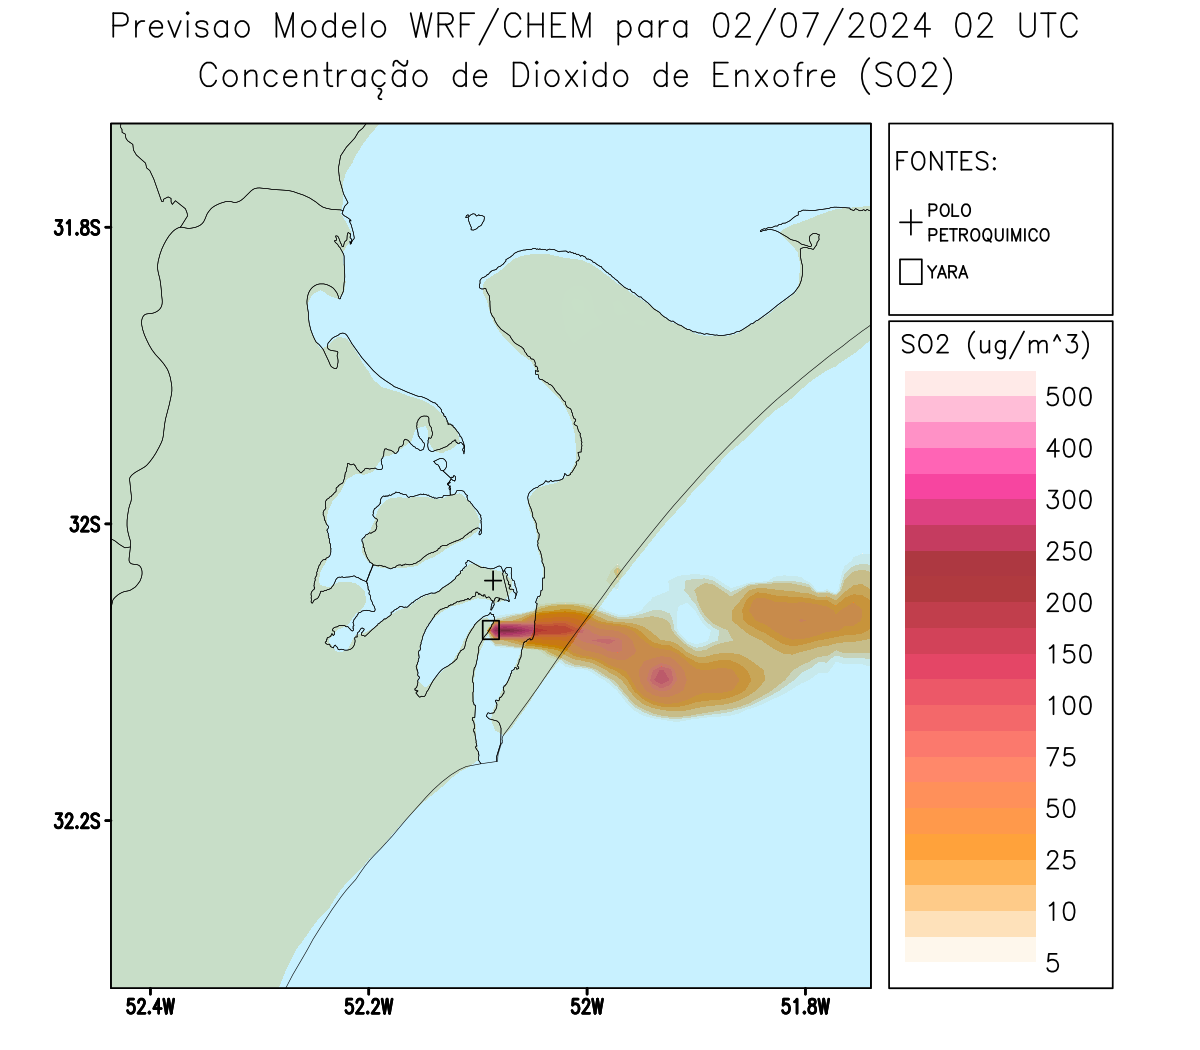 Previsao Modelo WRF/CHEM para 02/07/2024 02 UTC
Concentração de Dioxido de Enxofre (SO2)
FONTES:
POLO
PETROQUIMICO
YARA
31.8S
32S
32.2S
52.4W
52.2W
52W
51.8W
SO2 (ug/m^3)
500
400
300
250
200
150
100
75
50
25
10
5